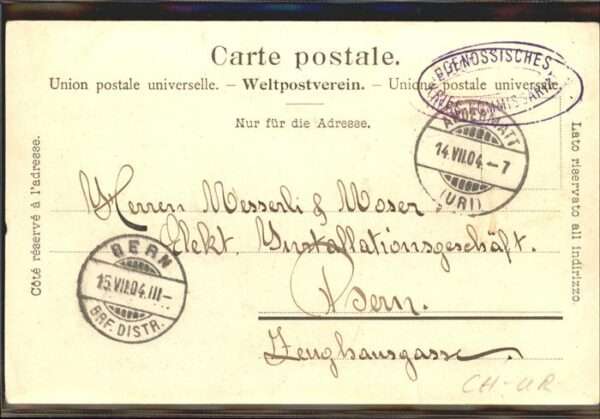 Carte postale.
Union postale universelle. – Weltpostverein. – Unione postale universale.
Nur für die Adresse.
EIDGENÖSSISCHES
KRIEGSKOMMISSARIAT
ANDERMATT
14.VII.04.–7
(URI)
Côté réservé à l'adresse.
Lato riservato all indirizzo.
Herren Messerli & Moser
Elekt. Installationsgeschäft.
Bern.
Zeughausgasse.
BERN
15.VII.04.III–
BRF. DISTR.
CH-UR